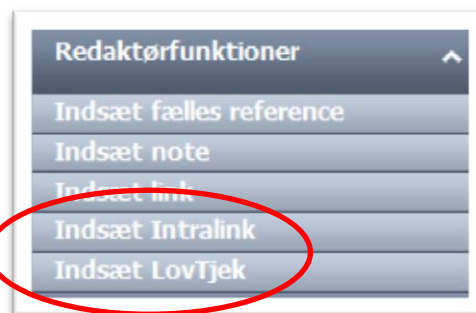 Redaktørfunktioner
Indsæt fælles reference
Indsæt note
Indsæt link
Indsæt Intralink
Indsæt LovTjek